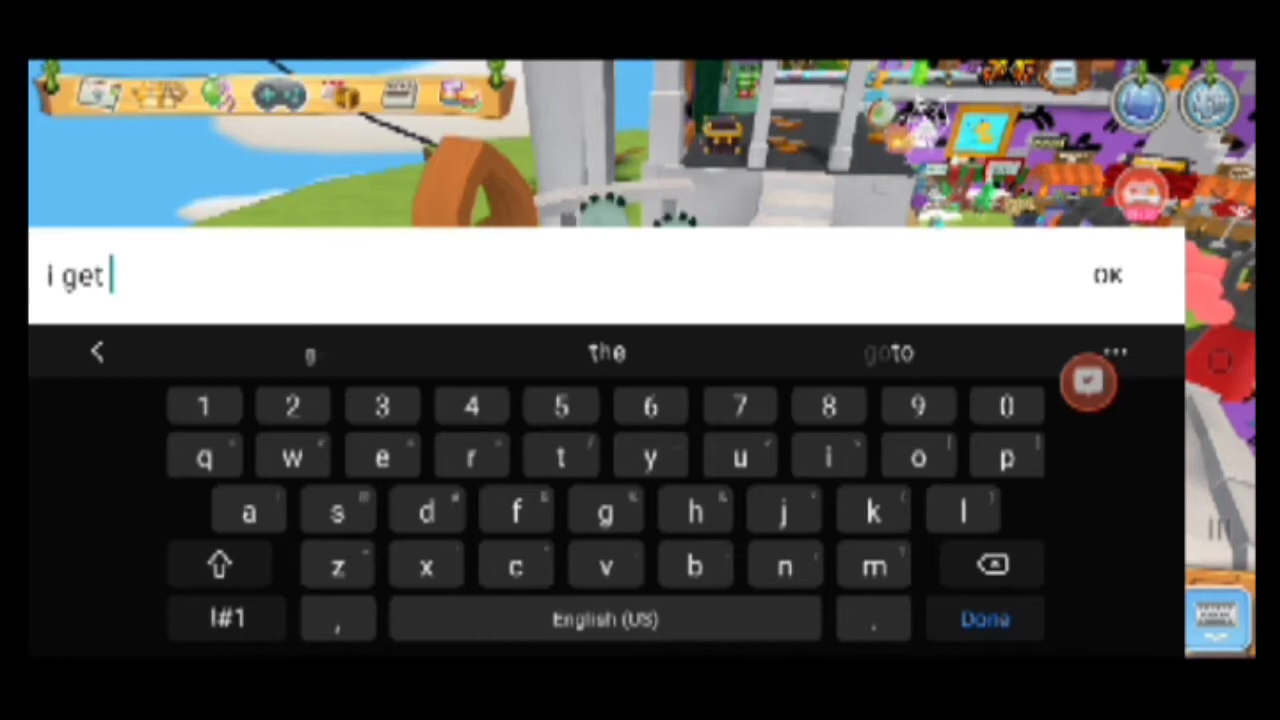 i get
OK
the
goto
1 2 3 4 5 6 7 8 9 0
q w e r t y u i o p
a s d f g h j k l
z x c v b n m
!#1 , English (US) . Done